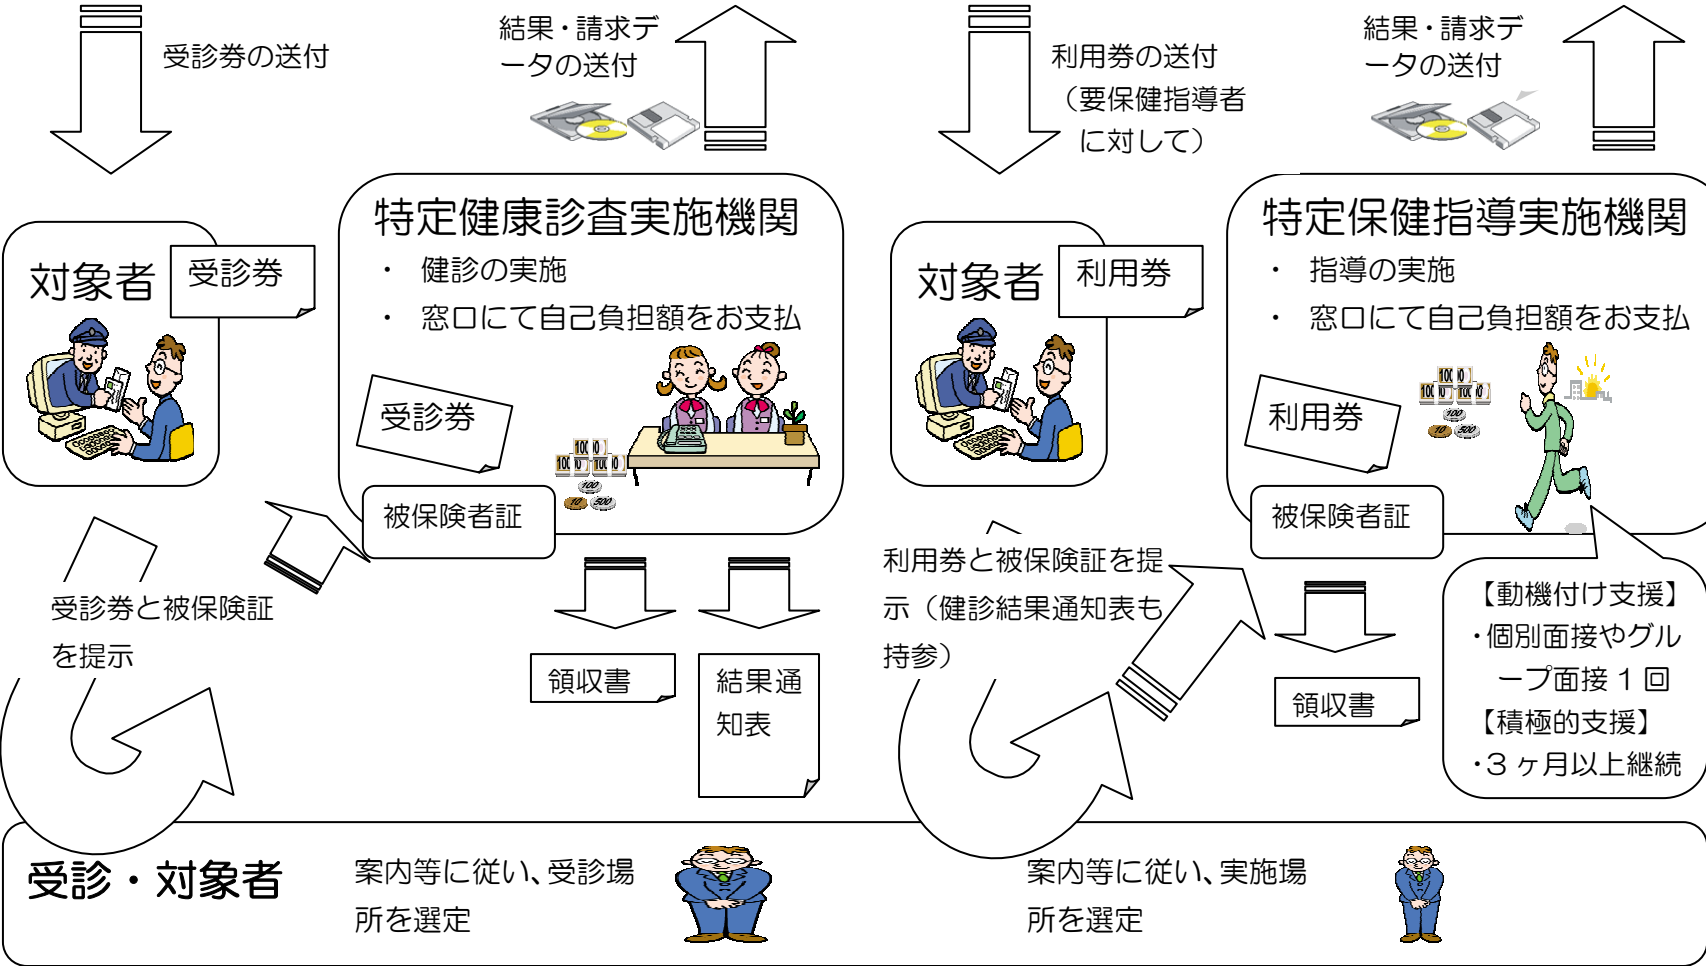 受診券の送付
結果・請求デ
ータの送付
利用券の送付
（要保健指導者
に対して）
結果・請求デ
ータの送付
対象者
受診券
特定健康診査実施機関
・ 健診の実施
・ 窓口にて自己負担額をお支払
受診券
100
10 500
被保険者証
対象者
利用券
特定保健指導実施機関
・ 指導の実施
・ 窓口にて自己負担額をお支払
利用券
100
10 500
被保険者証
受診券と被保険証
を提示
領収書
結果通
知表
利用券と被保険証を提
示（健診結果通知表も
持参）
領収書
【動機付け支援】
・個別面接やグル
ープ面接１回
【積極的支援】
・３ヶ月以上継続
受診・対象者
案内等に従い、受診場
所を選定
案内等に従い、実施場
所を選定